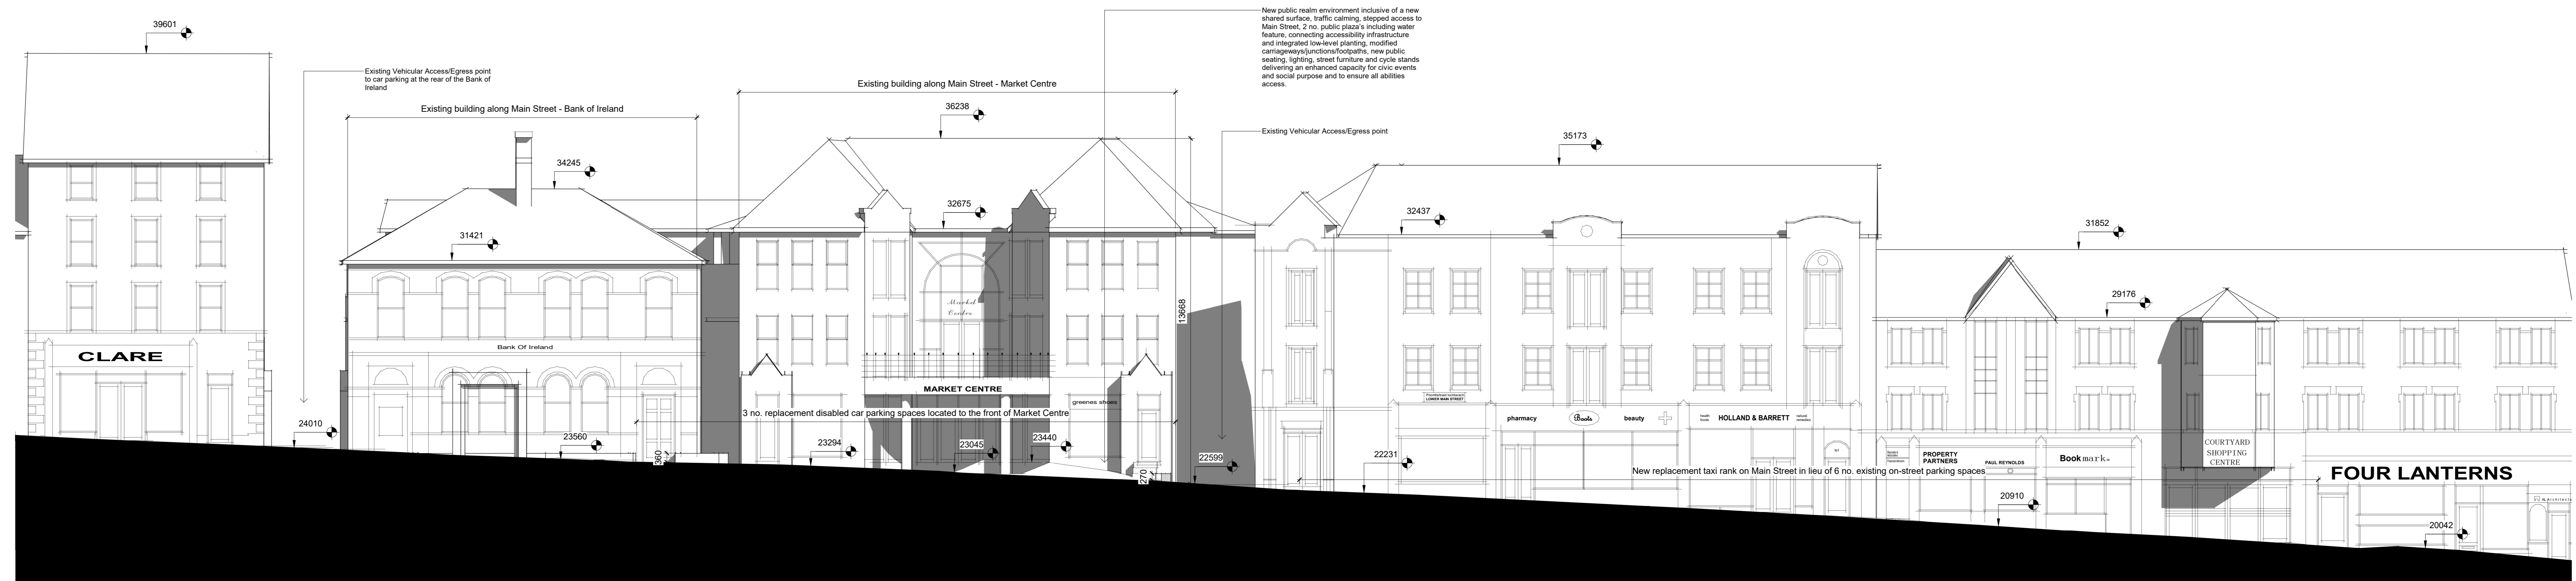 39601
Existing Vehicular Access/Egress point
to car parking at the rear of the Bank of
Ireland
Existing building along Main Street - Bank of Ireland
34245
31421
CLARE
Bank Of Ireland
24010
23560
360
Existing building along Main Street - Market Centre
36238
32675
Market
Centre
13668
MARKET CENTRE
greenes shoes
3 no. replacement disabled car parking spaces located to the front of Market Centre
23294
23045
23440
270
New public realm environment inclusive of a new
shared surface, traffic calming, stepped access to
Main Street, 2 no. public plaza's including water
feature, connecting accessibility infrastructure
and integrated low-level planting, modified
carriageways/junctions/footpaths, new public
seating, lighting, street furniture and cycle stands
delivering an enhanced capacity for civic events
and social purpose and to ensure all abilities
access.
Existing Vehicular Access/Egress point
22599
35173
32437
LOWER MAIN STREET
pharmacy
Boots
beauty
health
foods
HOLLAND & BARRETT
natural
remedies
22231
New replacement taxi rank on Main Street in lieu of 6 no. existing on-street parking spaces
31852
29176
PROPERTY
PARTNERS
PAUL REYNOLDS
Bookmark
COURTYARD
SHOPPING
CENTRE
FOUR LANTERNS
20910
20042